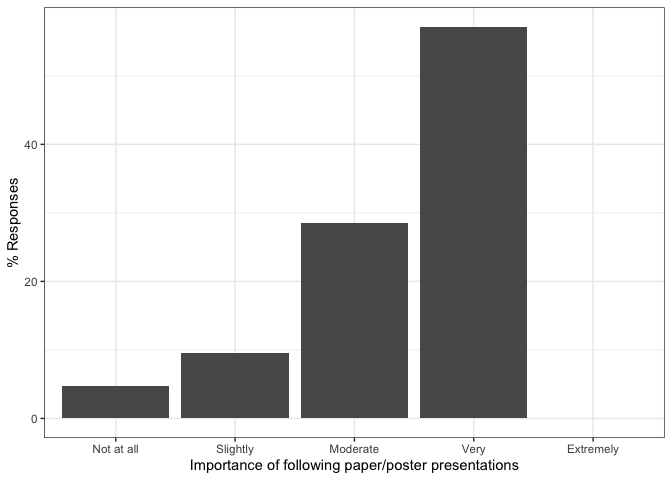 % Responses
40
20
0
Not at all Slightly Moderate Very Extremely
Importance of following paper/poster presentations